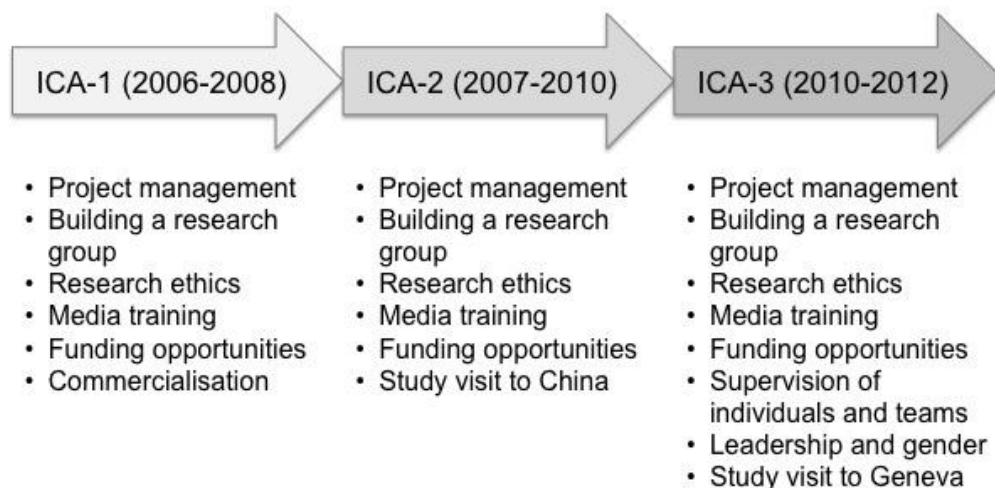 ICA-1 (2006-2008)
ICA-2 (2007-2010)
ICA-3 (2010-2012)
• Project management
• Building a research
group
• Research ethics
• Media training
• Funding opportunities
• Commercialisation
• Project management
• Building a research
group
• Research ethics
• Media training
• Funding opportunities
• Study visit to China
• Project management
• Building a research
group
• Research ethics
• Media training
• Funding opportunities
• Supervision of
individuals and teams
• Leadership and gender
• Study visit to Geneva